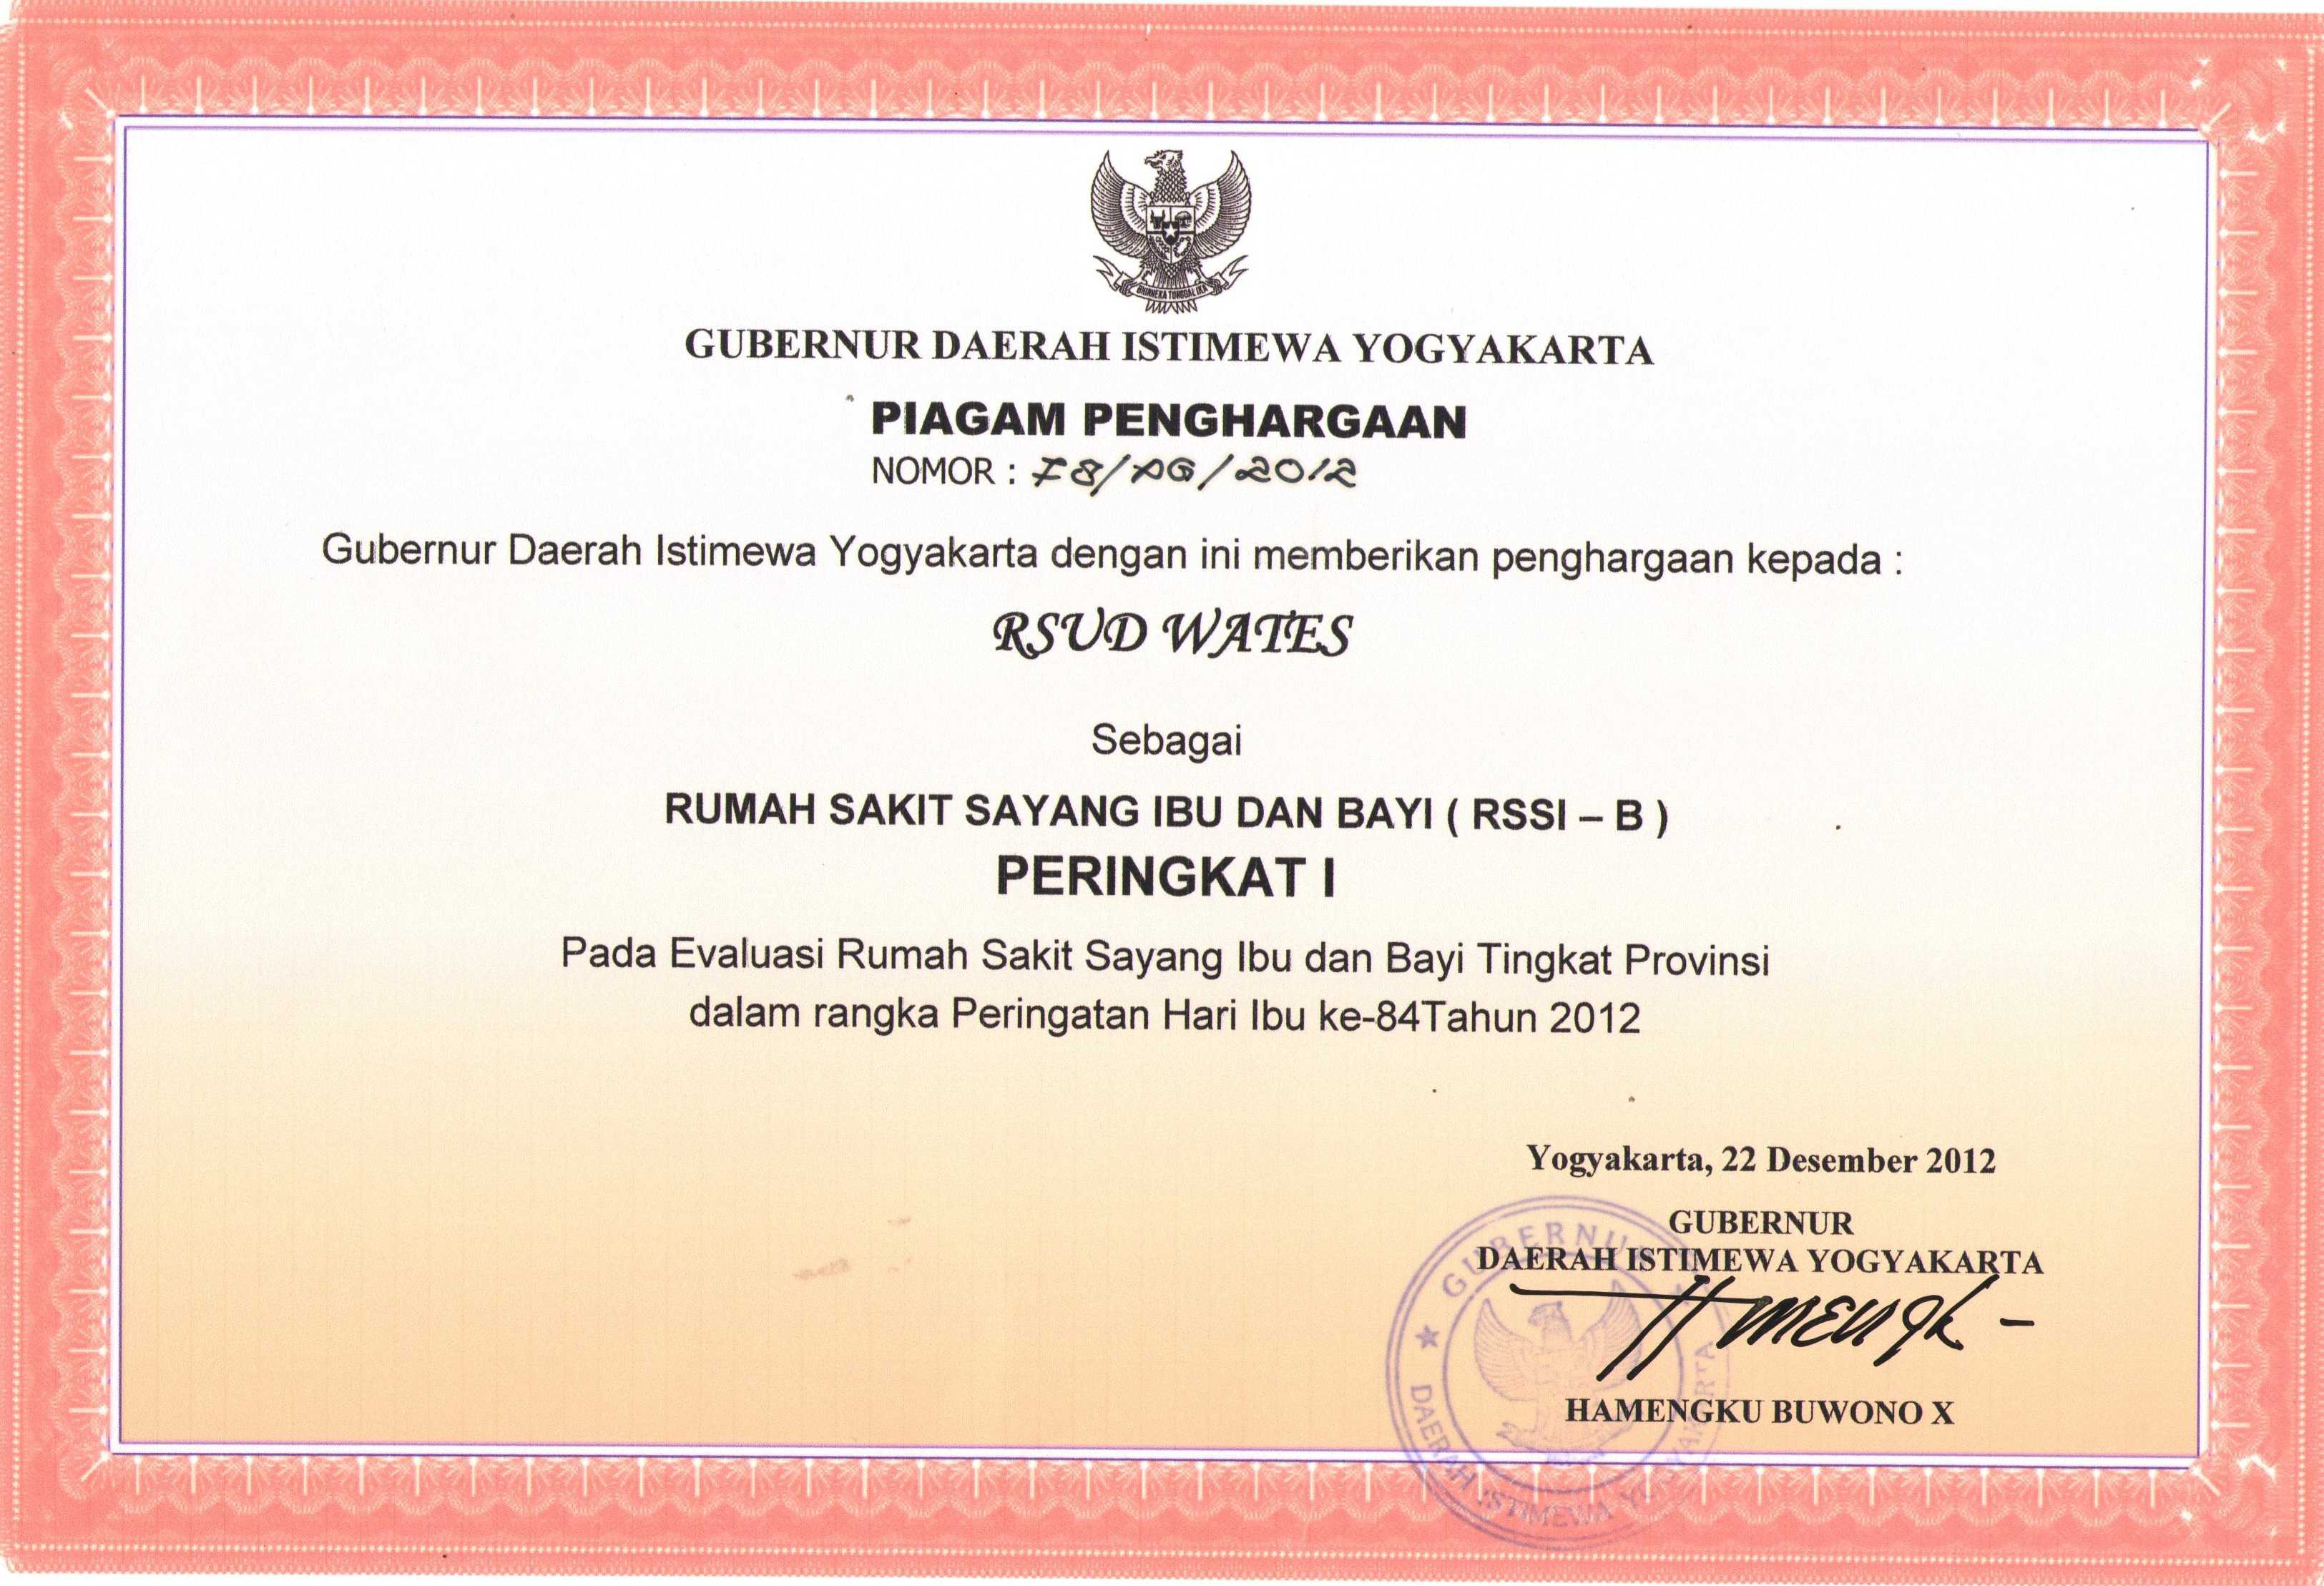 BHINNEKA TUNGGAL IKA
GUBERNUR DAERAH ISTIMEWA YOGYAKARTA
PIAGAM PENGHARGAAN
NOMOR : 78/PG/2012
Gubernur Daerah Istimewa Yogyakarta dengan ini memberikan penghargaan kepada :
RSUD WATES
Sebagai
RUMAH SAKIT SAYANG IBU DAN BAYI ( RSSI – B )
PERINGKAT I
Pada Evaluasi Rumah Sakit Sayang Ibu dan Bayi Tingkat Provinsi
dalam rangka Peringatan Hari Ibu ke-84Tahun 2012
Yogyakarta, 22 Desember 2012
GUBERNUR
DAERAH ISTIMEWA YOGYAKARTA
HAMENGKU BUWONO X
GUBERNUR
DAERAH ISTIMEWA YOGYAKARTA